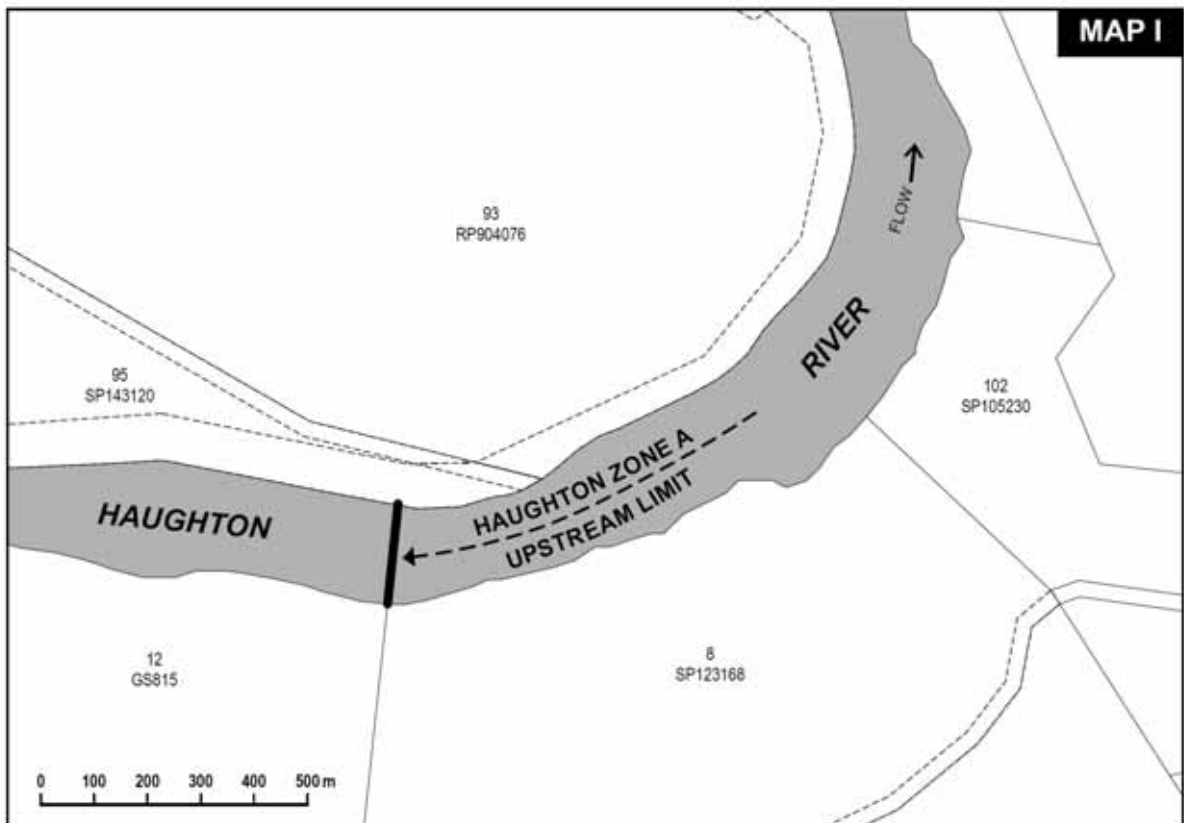 MAP I
93
RP904076
FLOW
RIVER
95
SP143120
102
SP105230
HAUGHTON
HAUGHTON ZONE A
UPSTREAM LIMIT
12
GS815
8
SP123168
0 100 200 300 400 500 m